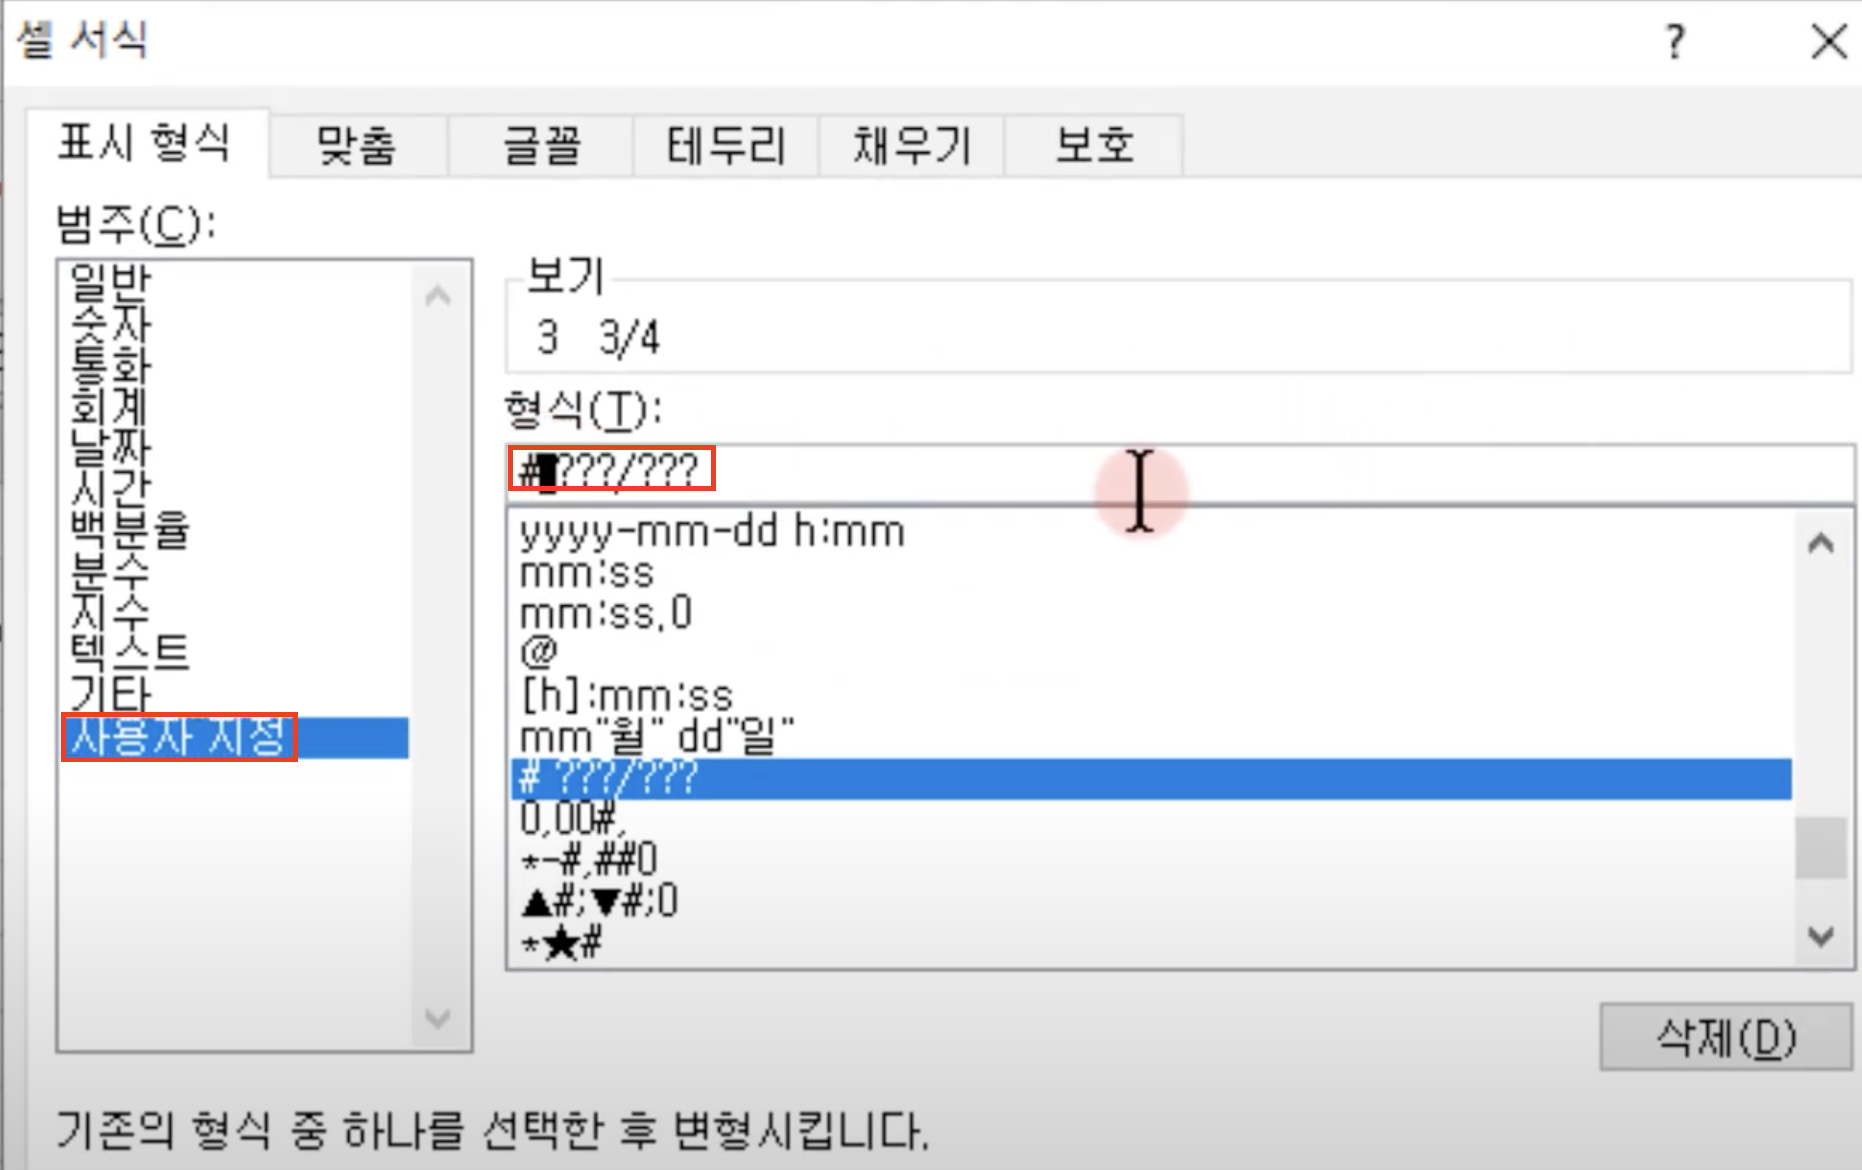 셀 서식
?
표시 형식 맞춤 글꼴 테두리 채우기 보호
범주(C):
일반
숫자
통화
회계
날짜
시간
백분율
분수
지수
텍스트
기타
사용자 지정
보기
3 3/4
형식(T):
# ???/???
yyyy-mm-dd h:mm
mm:ss
mm:ss.0
@
[h]:mm:ss
mm"월" dd"일"
# ???/???
0.00#,
*-#,##0
▲#;▼#;0
*★#
삭제(D)
기존의 형식 중 하나를 선택한 후 변형시킵니다.